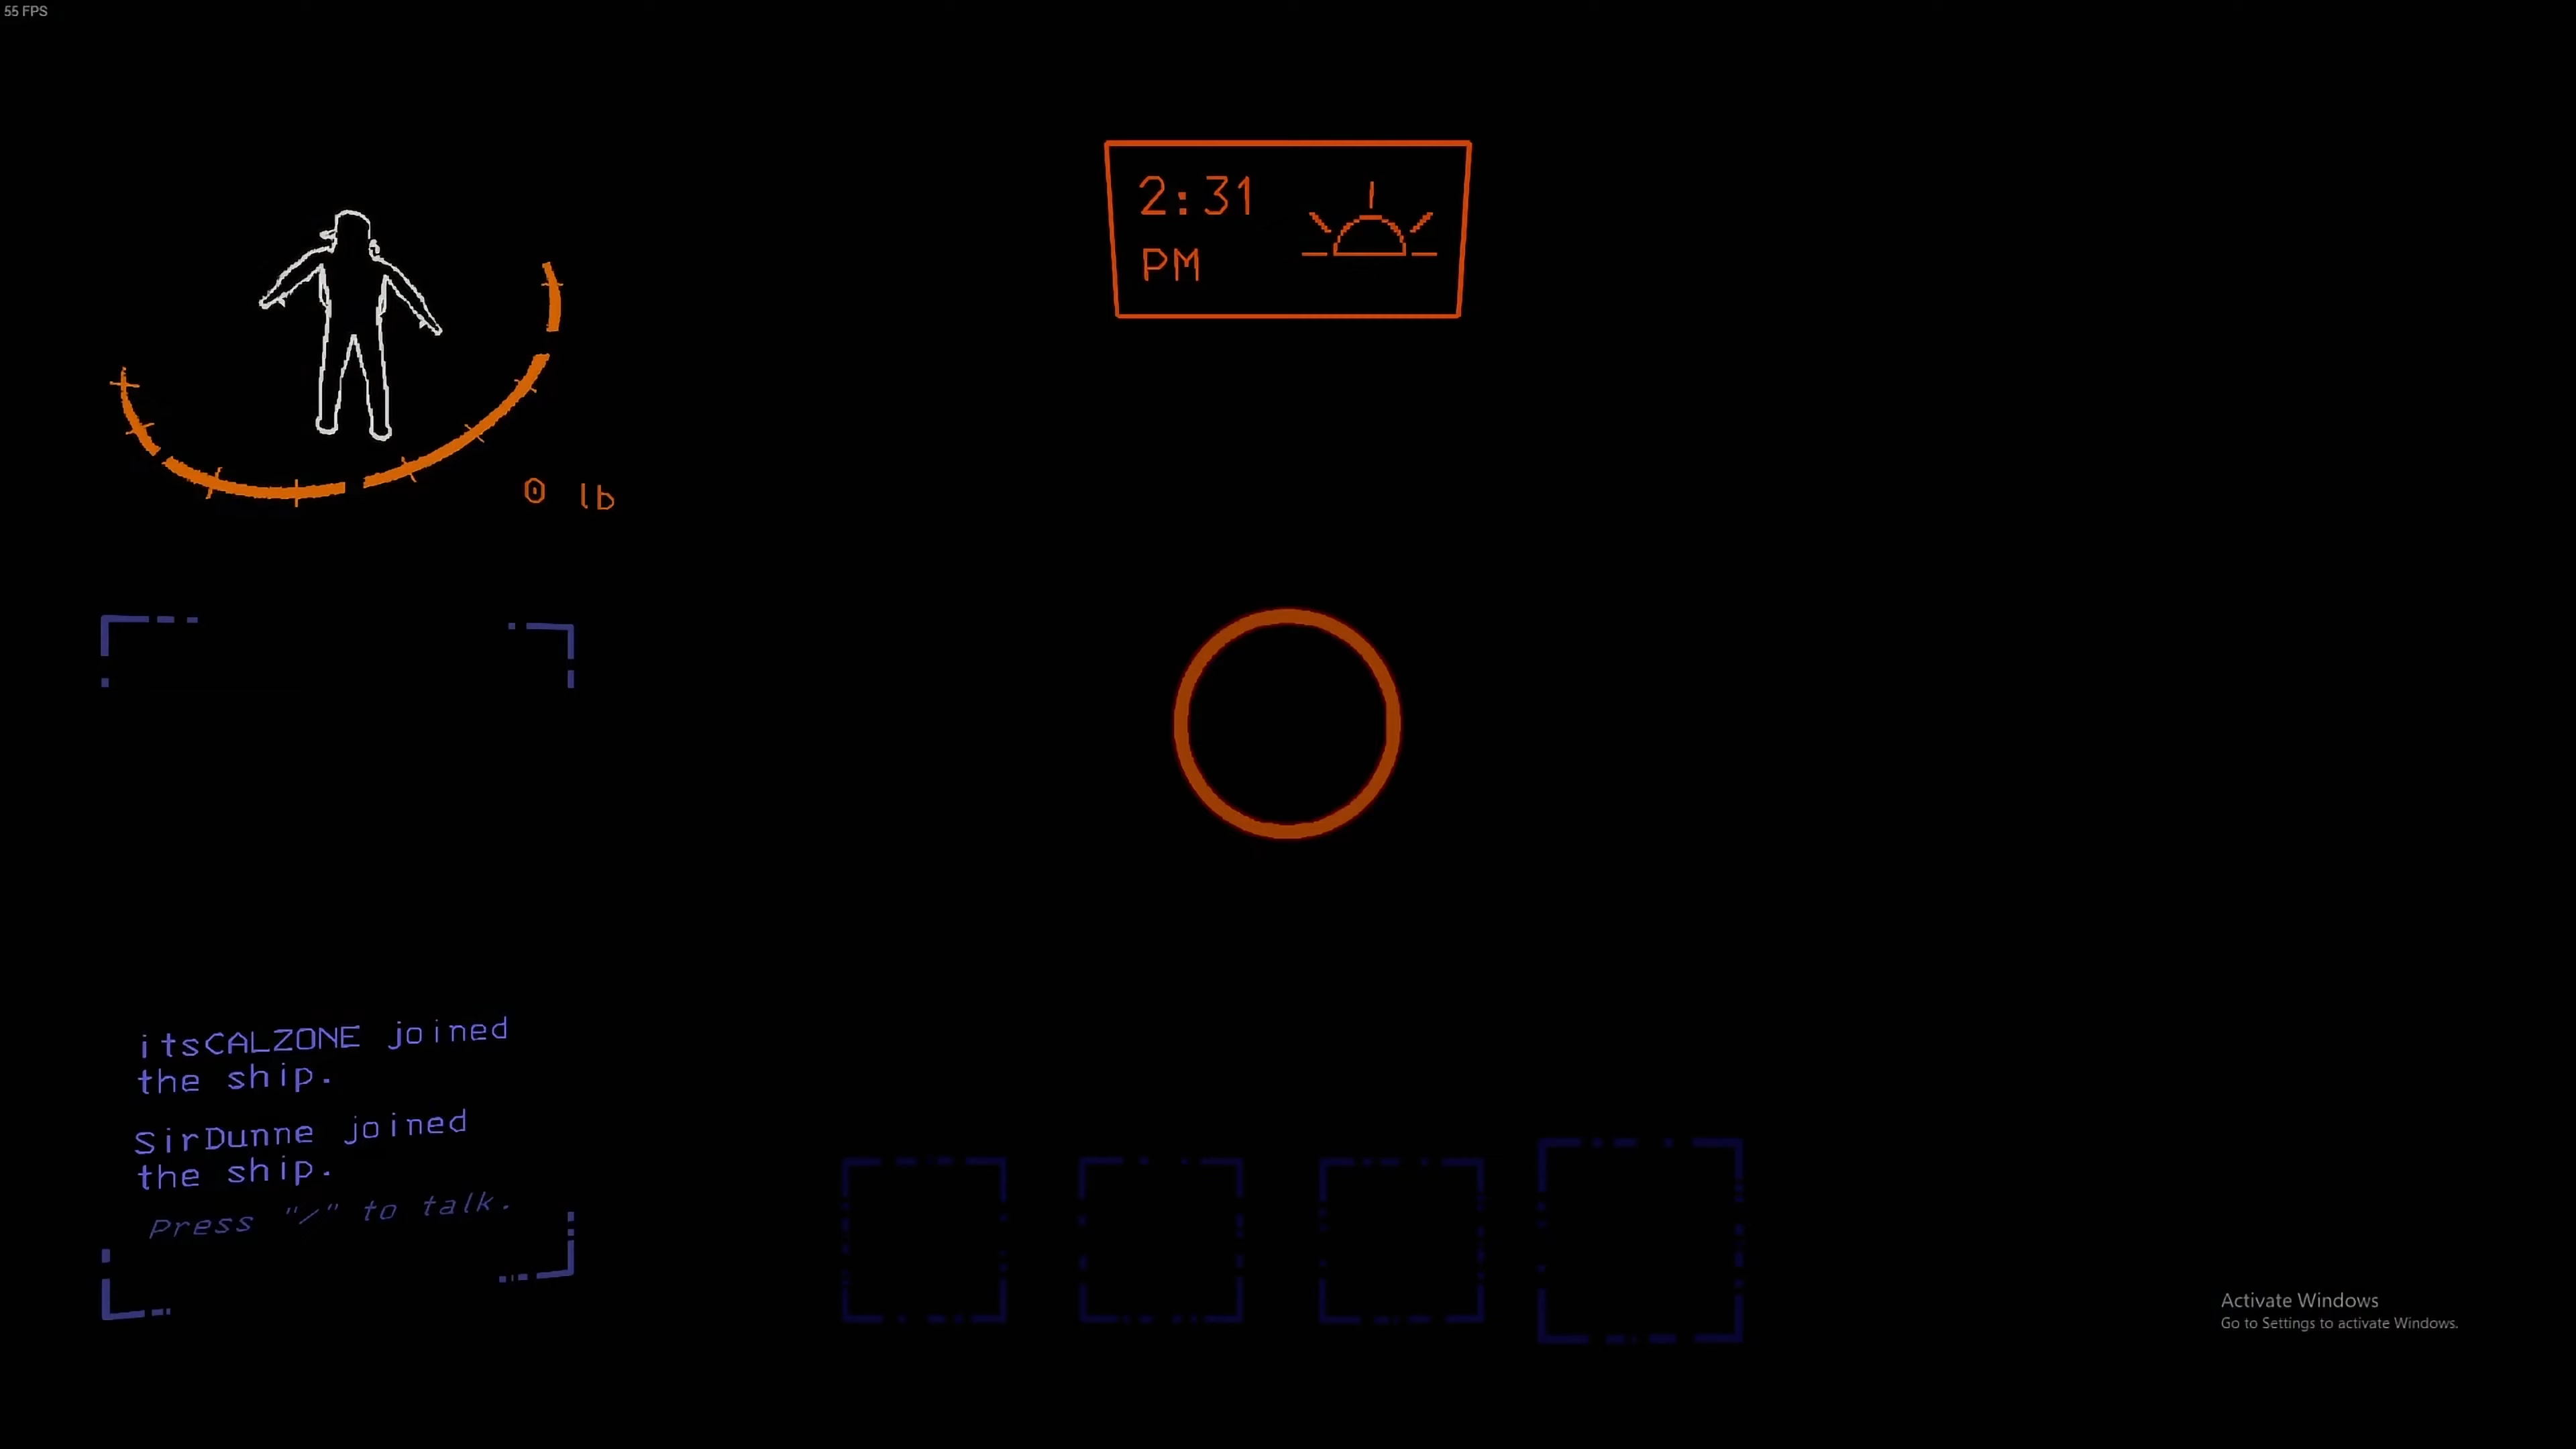 55 FPS
2:31
PM
0 lb
itsCALZONE joined
the ship.
SirDunne joined
the ship.
Press "/" to talk.
Activate Windows
Go to Settings to activate Windows.